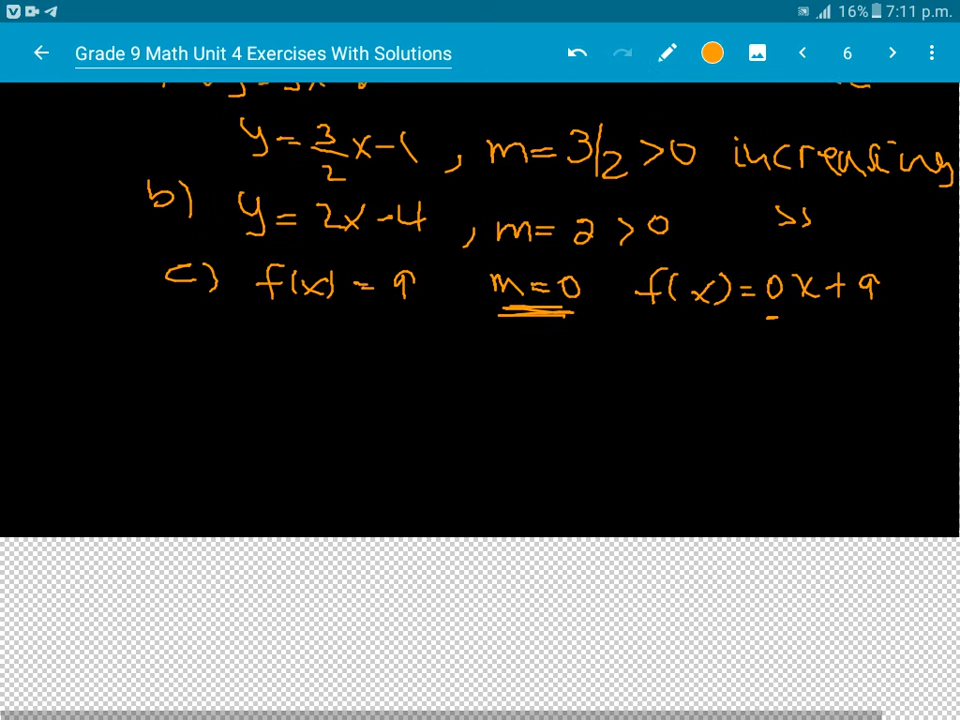 16% 7:11 p.m.
Grade 9 Math Unit 4 Exercises With Solutions 6
y = 3/2 x - 1 , m = 3/2 > 0 increasing
b) y = 2x - 4 , m = 2 > 0 >>
c) f(x) = 9 m = 0 f(x) = 0x + 9